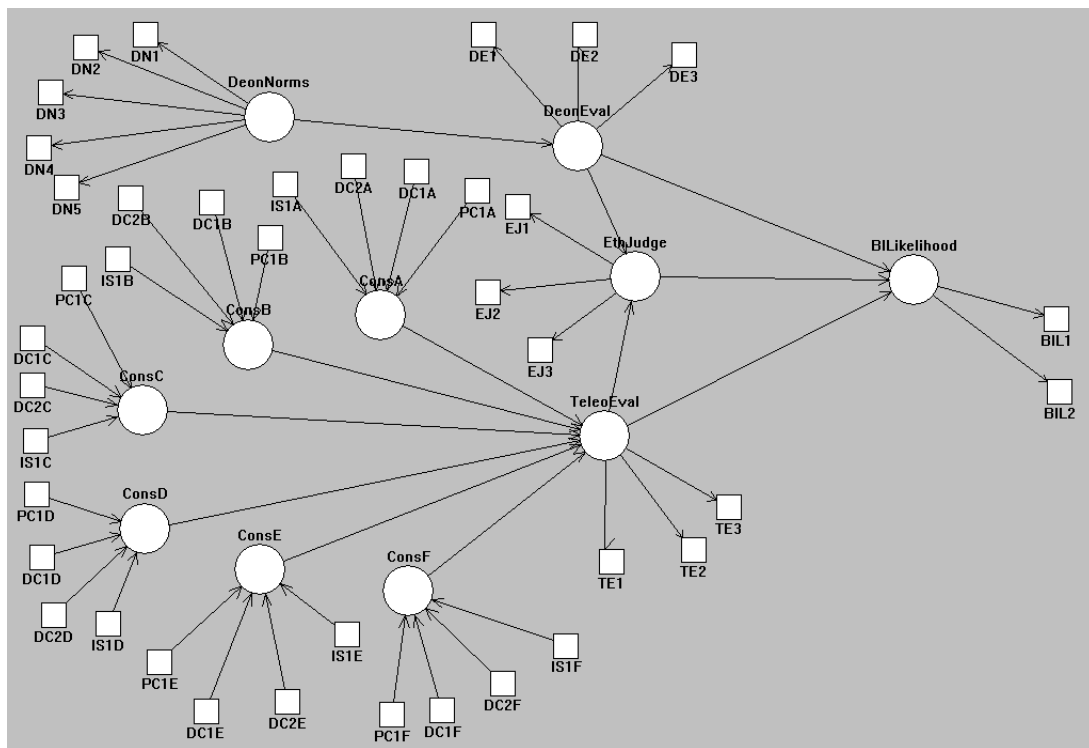 DN1
DN2
DeonNorms
DN3
DN4
DN5
DE1
DE2
DE3
DeonEval
DC2B
DC1B
PC1B
IS1B
ConsB
IS1A
DC2A
DC1A
PC1A
ConsA
EJ1
EthJudge
EJ2
EJ3
BILikelihood
BIL1
BIL2
PC1C
DC1C
DC2C
ConsC
IS1C
TeleoEval
TE3
TE2
TE1
PC1D
ConsD
DC1D
DC2D
IS1D
ConsE
IS1E
PC1E
DC1E
DC2E
ConsF
IS1F
DC2F
DC1F
PC1F